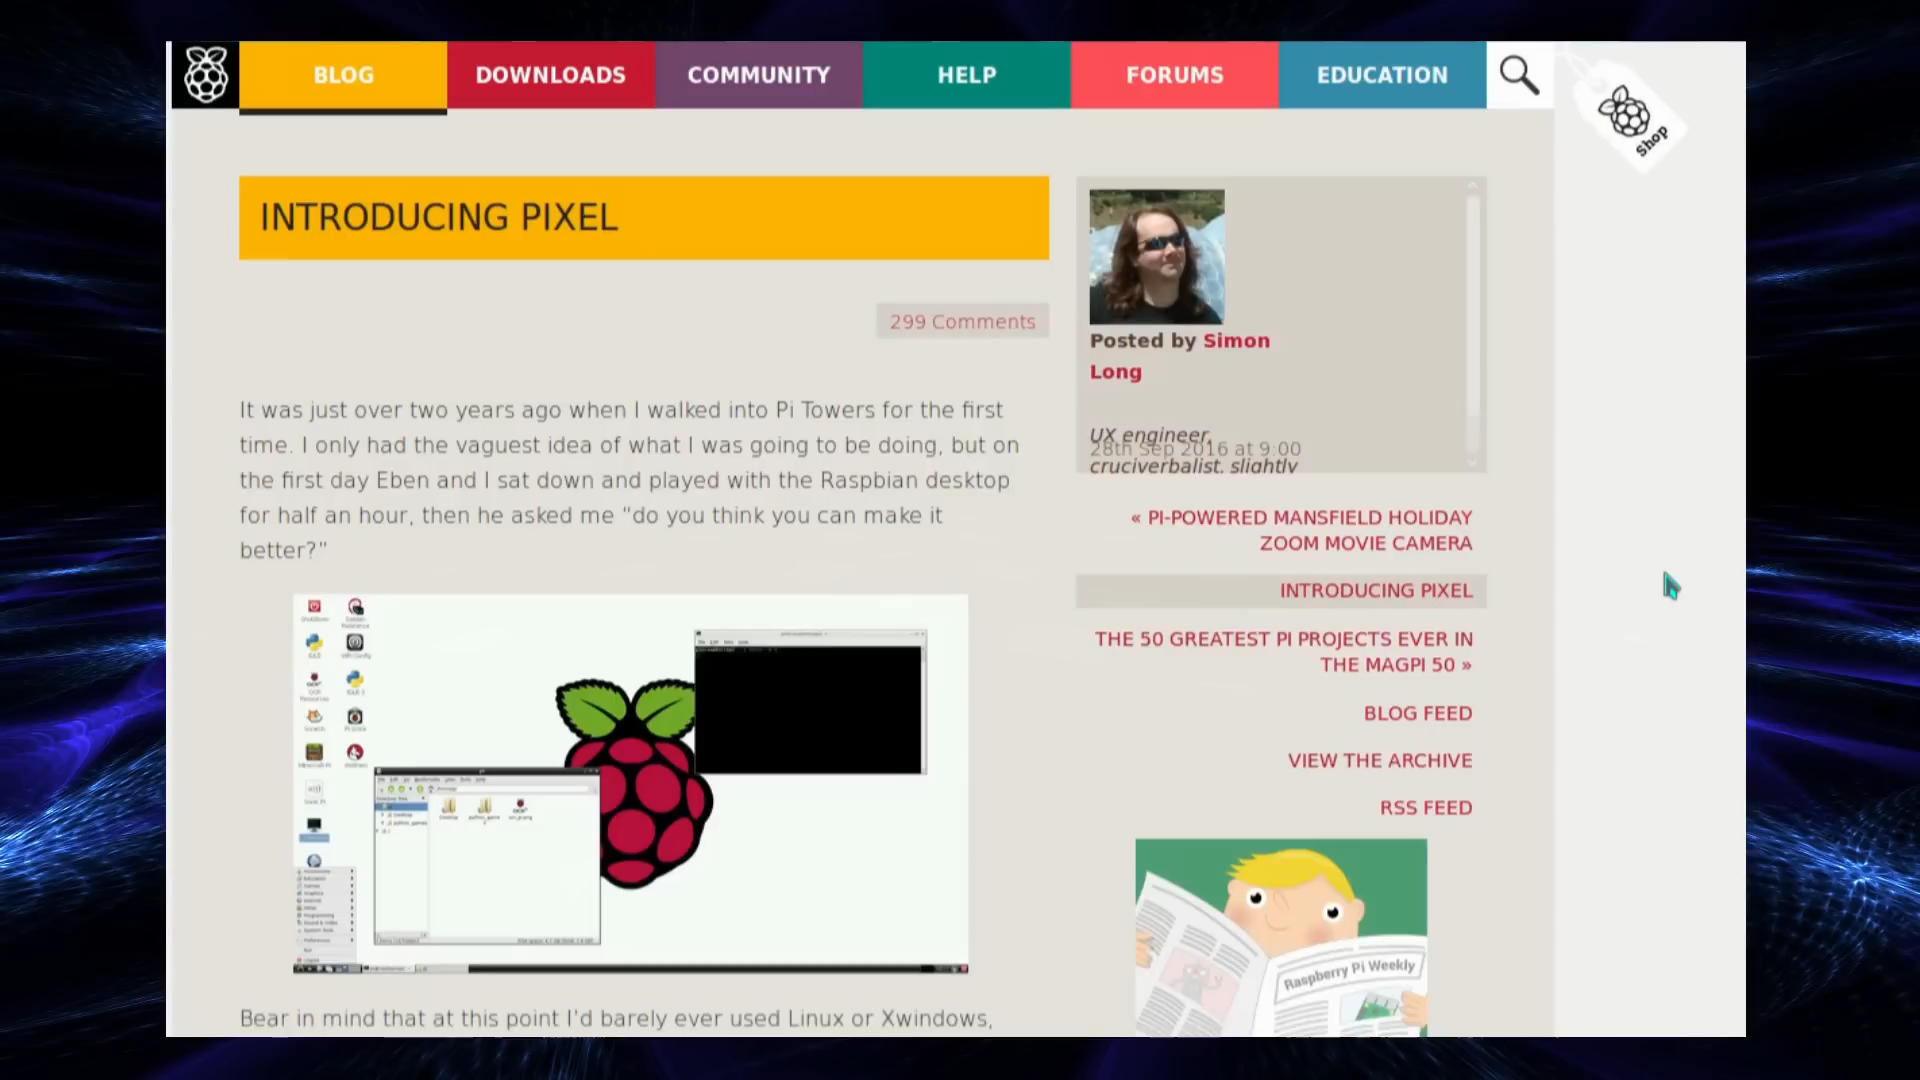 BLOG
DOWNLOADS
COMMUNITY
HELP
FORUMS
EDUCATION
Shop
INTRODUCING PIXEL
299 Comments
It was just over two years ago when I walked into Pi Towers for the first
time. I only had the vaguest idea of what I was going to be doing, but on
the first day Eben and I sat down and played with the Raspbian desktop
for half an hour, then he asked me “do you think you can make it
better?”
Bear in mind that at this point I’d barely ever used Linux or Xwindows,
Posted by Simon
Long
UX engineer,
28th Sep 2016 at 9:00
cruciverbalist, slightly
« PI-POWERED MANSFIELD HOLIDAY
ZOOM MOVIE CAMERA
INTRODUCING PIXEL
THE 50 GREATEST PI PROJECTS EVER IN
THE MAGPI 50 »
BLOG FEED
VIEW THE ARCHIVE
RSS FEED
Raspberry Pi Weekly